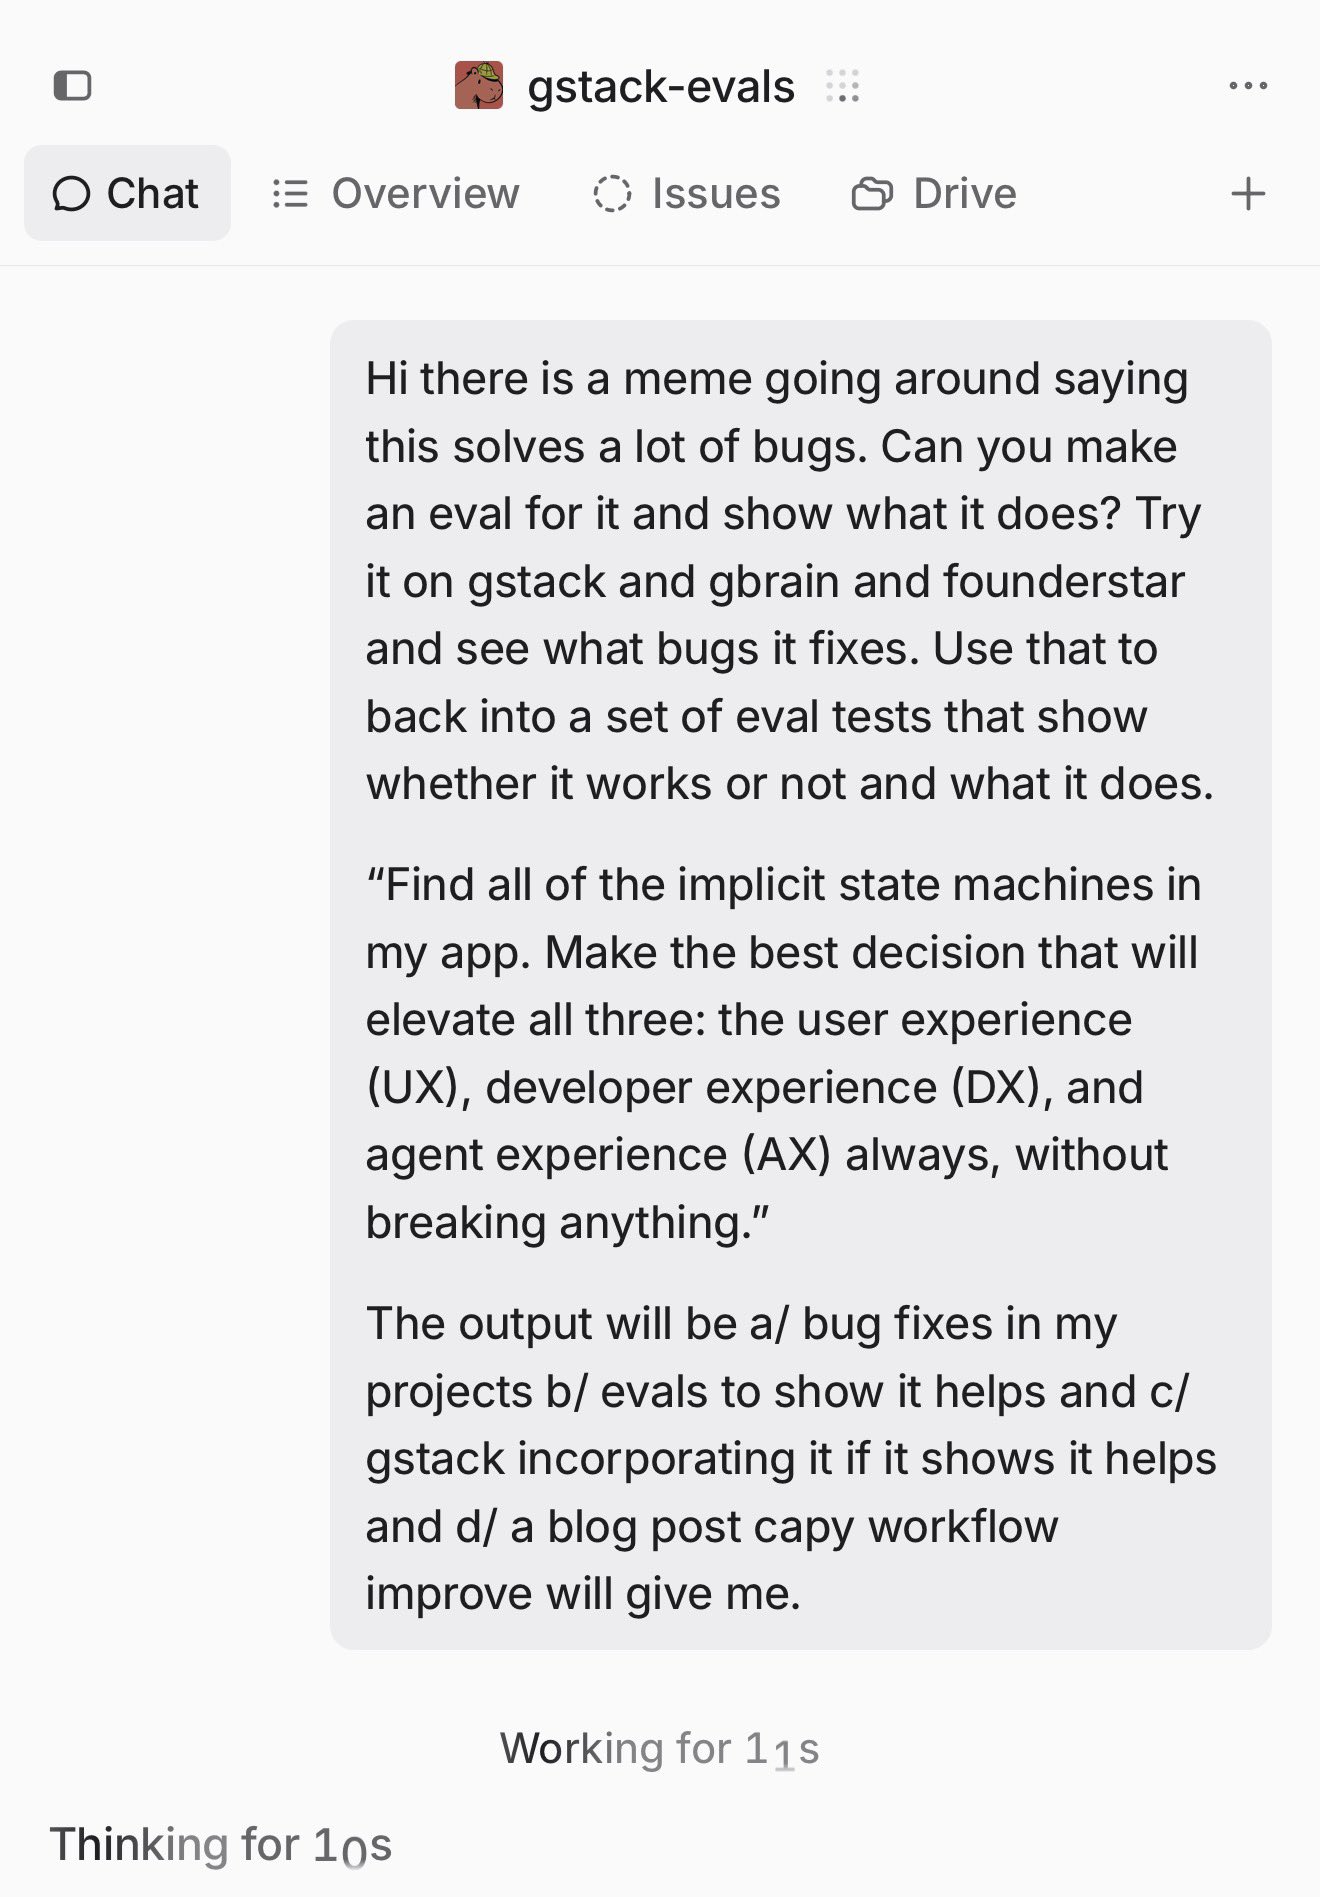 gstack-evals
Chat
Overview
Issues
Drive
Hi there is a meme going around saying
this solves a lot of bugs. Can you make
an eval for it and show what it does? Try
it on gstack and gbrain and founderstar
and see what bugs it fixes. Use that to
back into a set of eval tests that show
whether it works or not and what it does.
“Find all of the implicit state machines in
my app. Make the best decision that will
elevate all three: the user experience
(UX), developer experience (DX), and
agent experience (AX) always, without
breaking anything.”
The output will be a/ bug fixes in my
projects b/ evals to show it helps and c/
gstack incorporating it if it shows it helps
and d/ a blog post capy workflow
improve will give me.
Working for 11s
Thinking for 10s